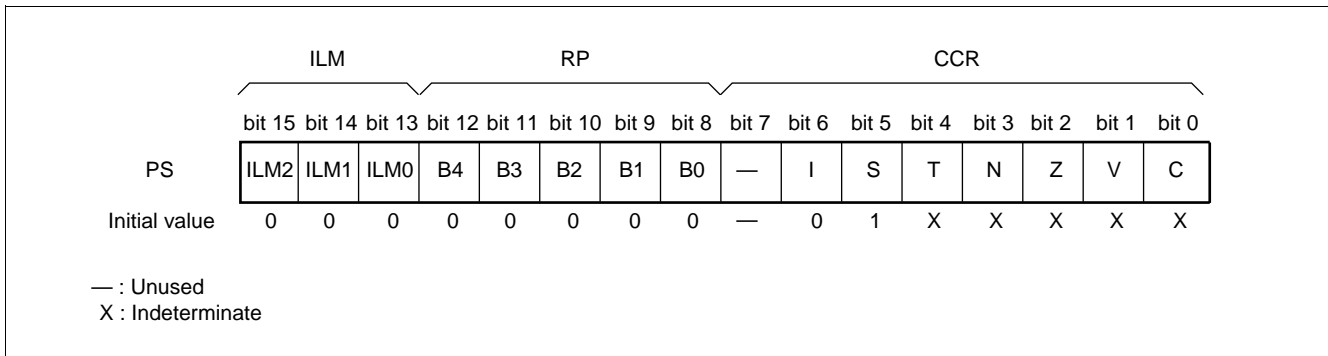 ILM RP CCR
bit 15 bit 14 bit 13 bit 12 bit 11 bit 10 bit 9 bit 8 bit 7 bit 6 bit 5 bit 4 bit 3 bit 2 bit 1 bit 0
PS ILM2 ILM1 ILM0 B4 B3 B2 B1 B0 — I S T N Z V C
Initial value 0 0 0 0 0 0 0 0 — 0 1 X X X X X
— : Unused
X : Indeterminate